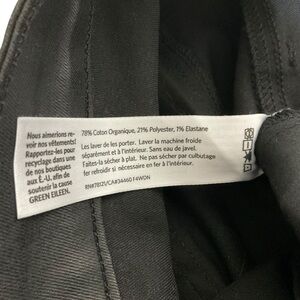 Nous aimerions re-
voir nos vêtements!
Rapportez-les pour
recyclage dans une
de nos boutiques
aux É.-U, afin de
soutenir la cause
GREEN EILEEN.
78% Coton Organique, 21% Polyester, 1% Elastane
Les laver de les porter. Laver la machine froide
séparément et à l'intérieur. Sans eau de javel.
Faites-la sécher à plat. Ne pas sécher par culbutage
fer refroidir si nécessaire en fer à l'intérieur.